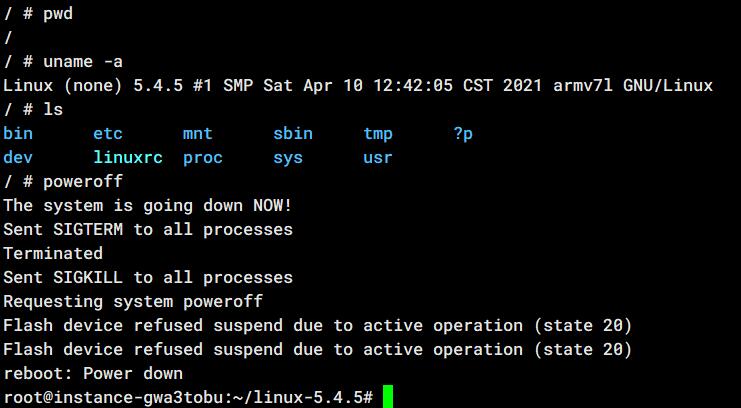 / # pwd
/
/ # uname -a
Linux (none) 5.4.5 #1 SMP Sat Apr 10 12:42:05 CST 2021 armv7l GNU/Linux
/ # ls
bin      etc      mnt      sbin     tmp      ?p
dev      linuxrc  proc     sys      usr
/ # poweroff
The system is going down NOW!
Sent SIGTERM to all processes
Terminated
Sent SIGKILL to all processes
Requesting system poweroff
Flash device refused suspend due to active operation (state 20)
Flash device refused suspend due to active operation (state 20)
reboot: Power down
root@instance-gwa3tobu:~/linux-5.4.5#